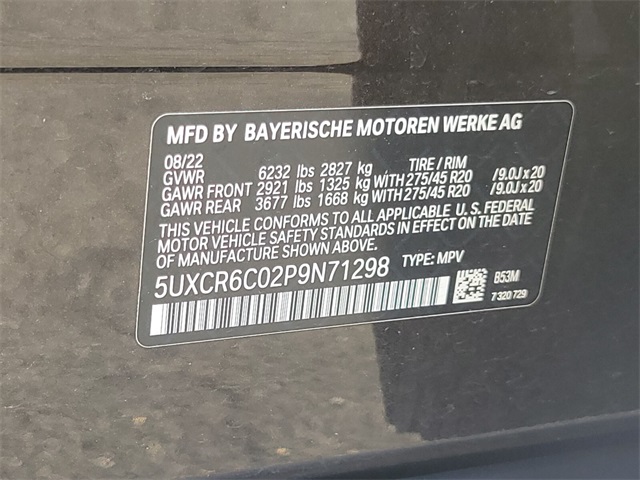 MFD BY BAYERISCHE MOTOREN WERKE AG
08/22
GVWR 6232 lbs 2827 kg TIRE / RIM
GAWR FRONT 2921 lbs 1325 kg WITH 275/45 R20 /9.0J x 20
GAWR REAR 3677 lbs 1668 kg WITH 275/45 R20 /9.0J x 20
THIS VEHICLE CONFORMS TO ALL APPLICABLE U.S. FEDERAL
MOTOR VEHICLE SAFETY STANDARDS IN EFFECT ON THE DATE
OF MANUFACTURE SHOWN ABOVE.
5UXCR6C02P9N71298 TYPE: MPV
B53M
7 320 729